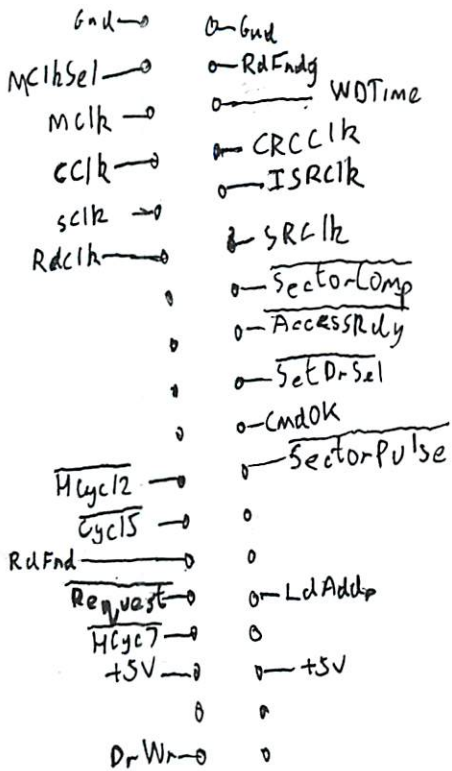 Gnd Gnd
MClkSel RdFndg
MClk WDTime
CClk CRCClk
SClk ISRClk
RdClk SRClk
SectorComp
AccessRdy
SetDrSel
CmdOK
HCyc12 SectorPulse
Cyc15
RdFnd
Request LdAddp
HCyc7
+5V +5V
DrWr